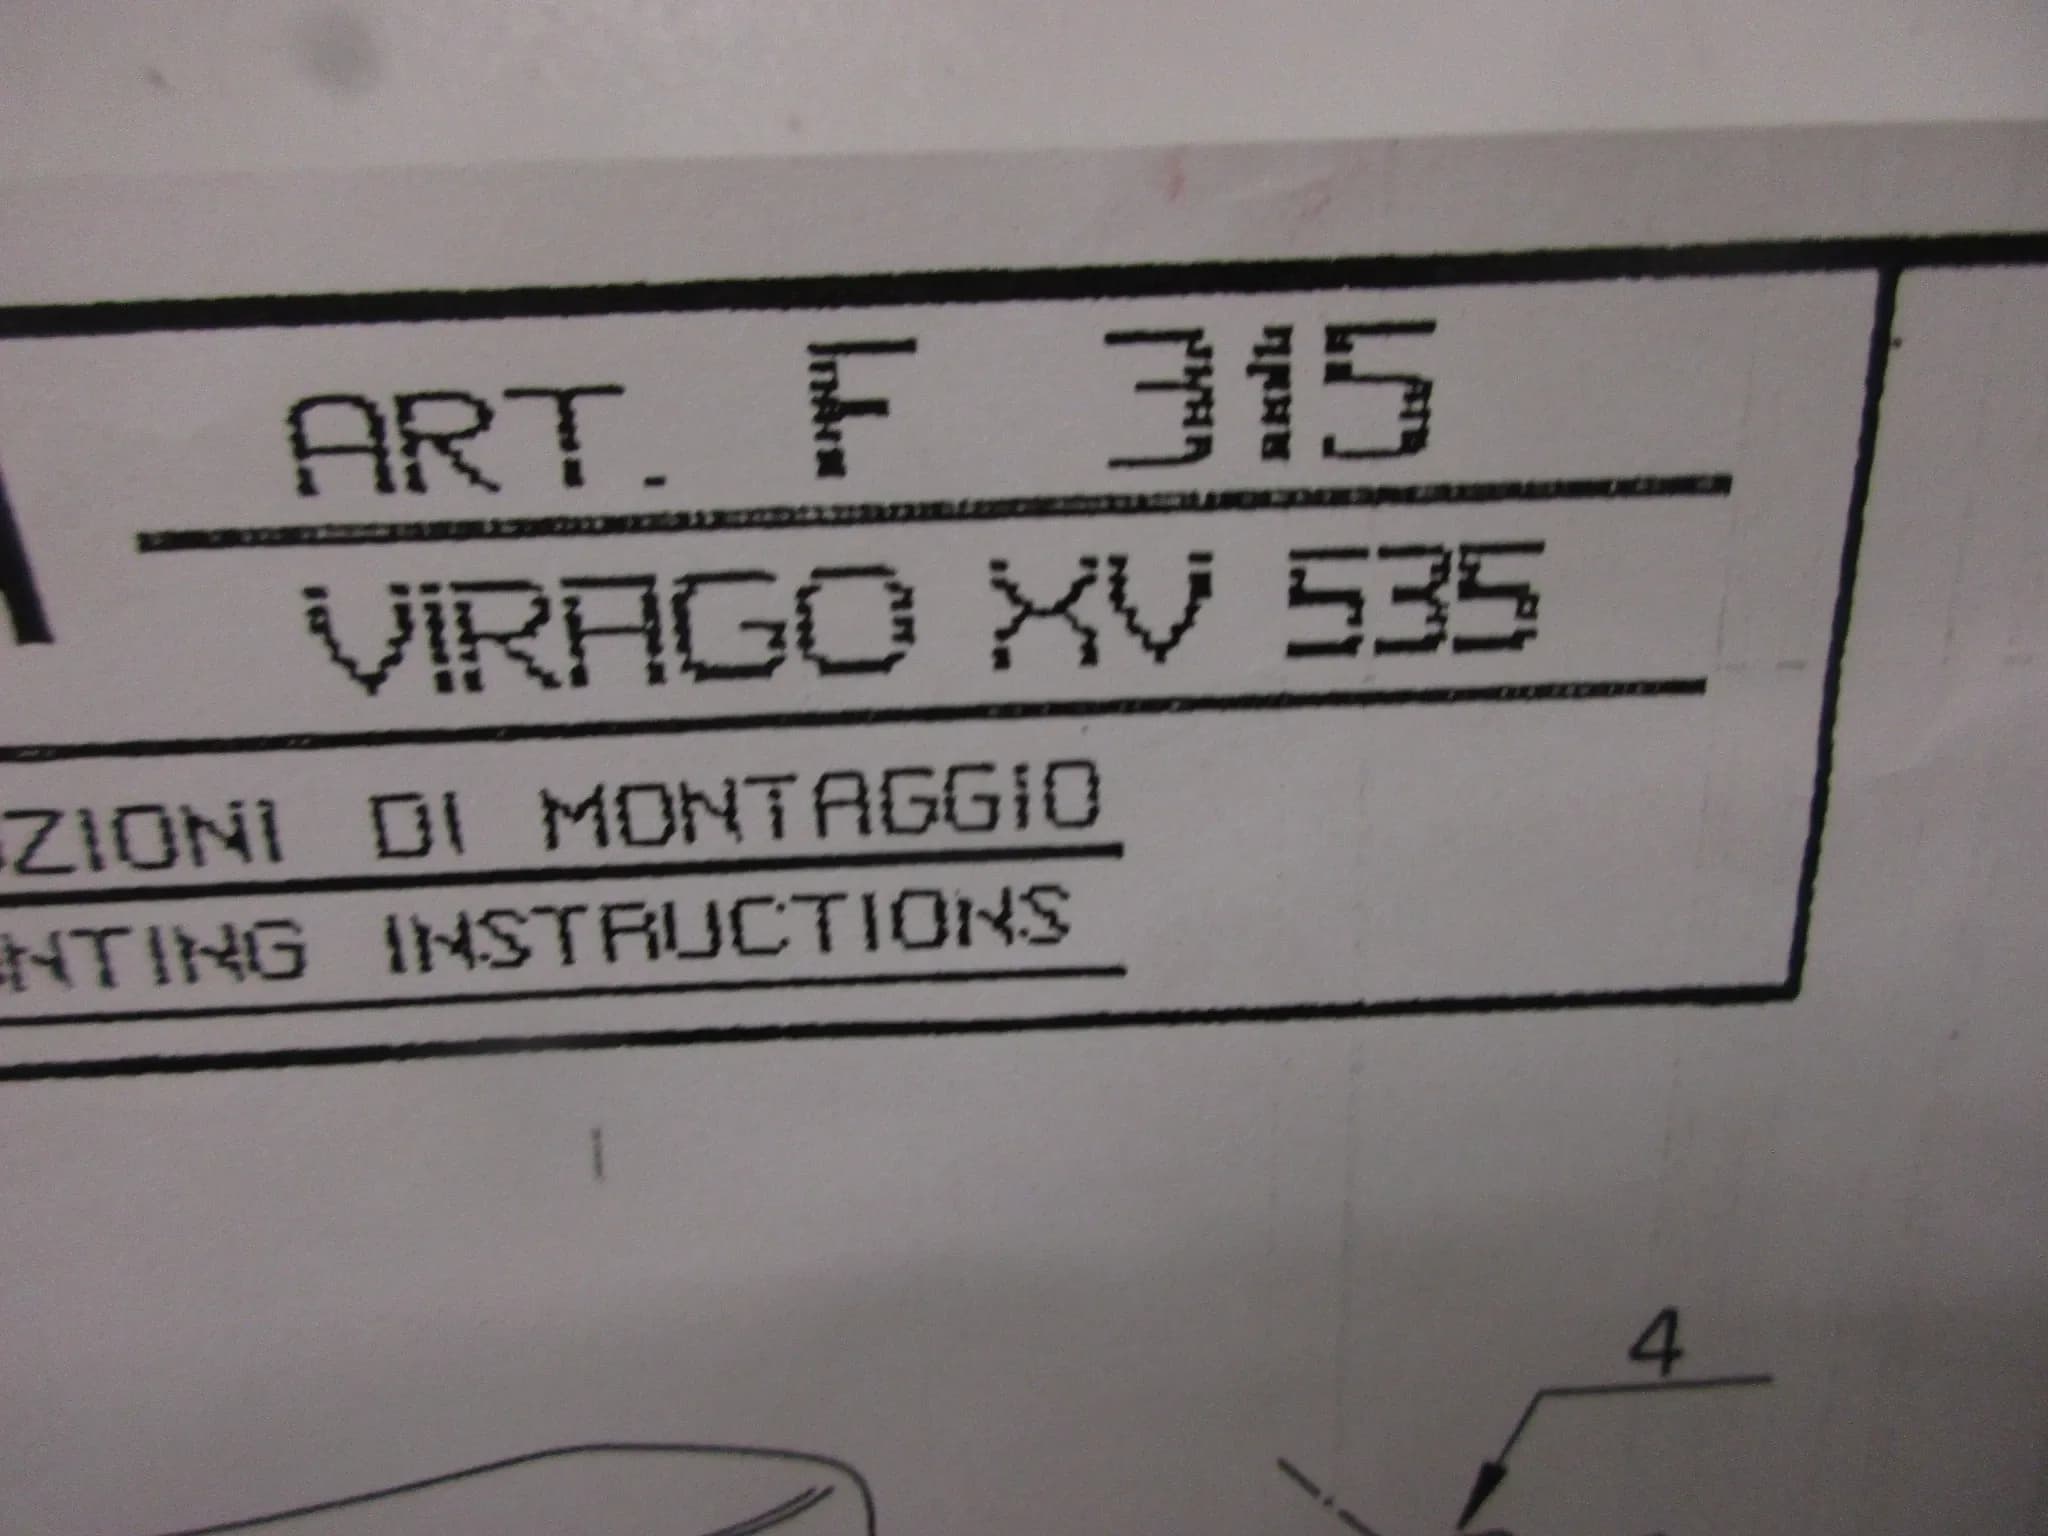 ART. F 315
VIRAGO XV 535
ZIONI DI MONTAGGIO
NTING INSTRUCTIONS
4